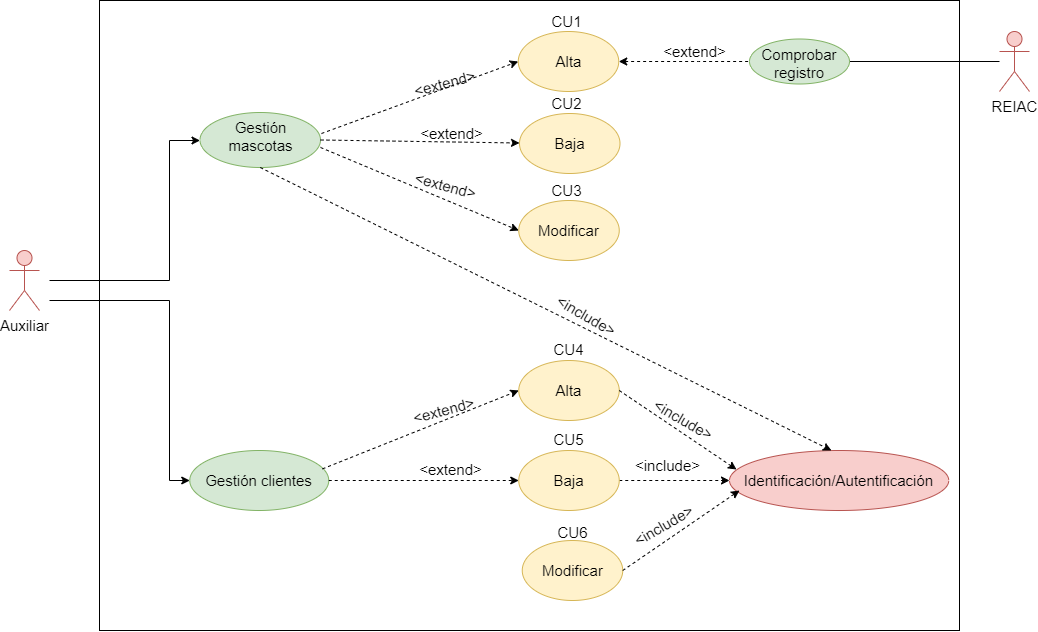 CU1
Alta
<extend>
Comprobar
registro
REIAC
<extend>
CU2
Gestión
mascotas
<extend>
Baja
<extend>
CU3
Modificar
<include>
Auxiliar
CU4
Alta
<extend>
<include>
CU5
<extend>
<include>
Gestión clientes
Baja
Identificación/Autentificación
<include>
CU6
Modificar